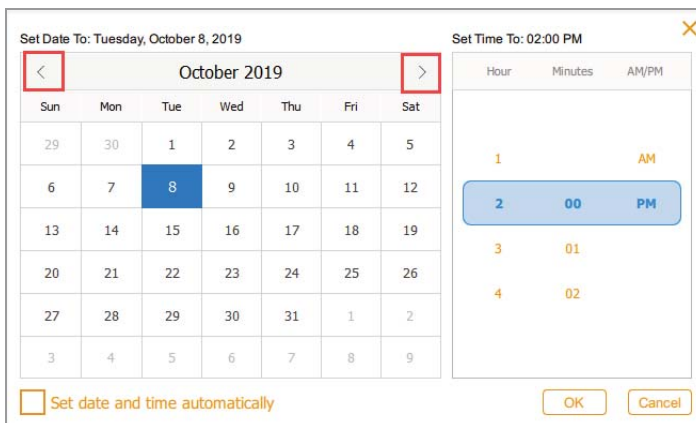 Set Date To: Tuesday, October 8, 2019
October 2019
Sun Mon Tue Wed Thu Fri Sat
29 30 1 2 3 4 5
6 7 8 9 10 11 12
13 14 15 16 17 18 19
20 21 22 23 24 25 26
27 28 29 30 31 1 2
3 4 5 6 7 8 9
Set Time To: 02:00 PM
Hour Minutes AM/PM
1 AM
2 00 PM
3 01
4 02
Set date and time automatically
OK Cancel